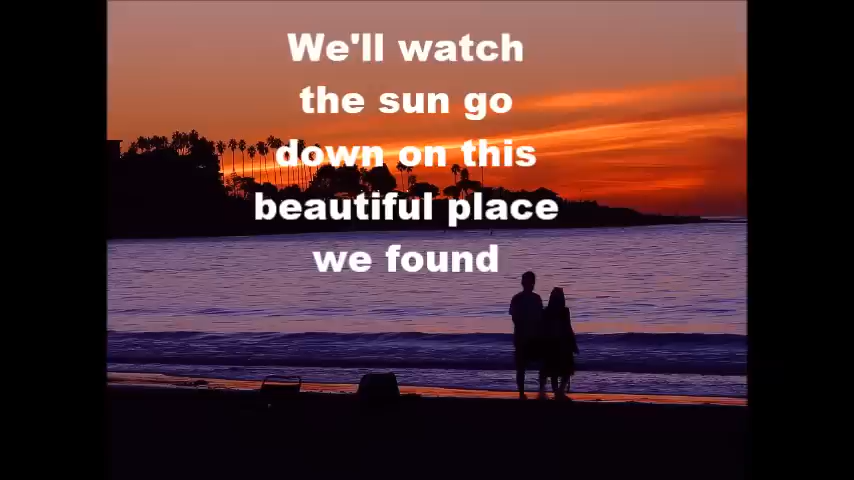 We'll watch
the sun go
down on this
beautiful place
we found